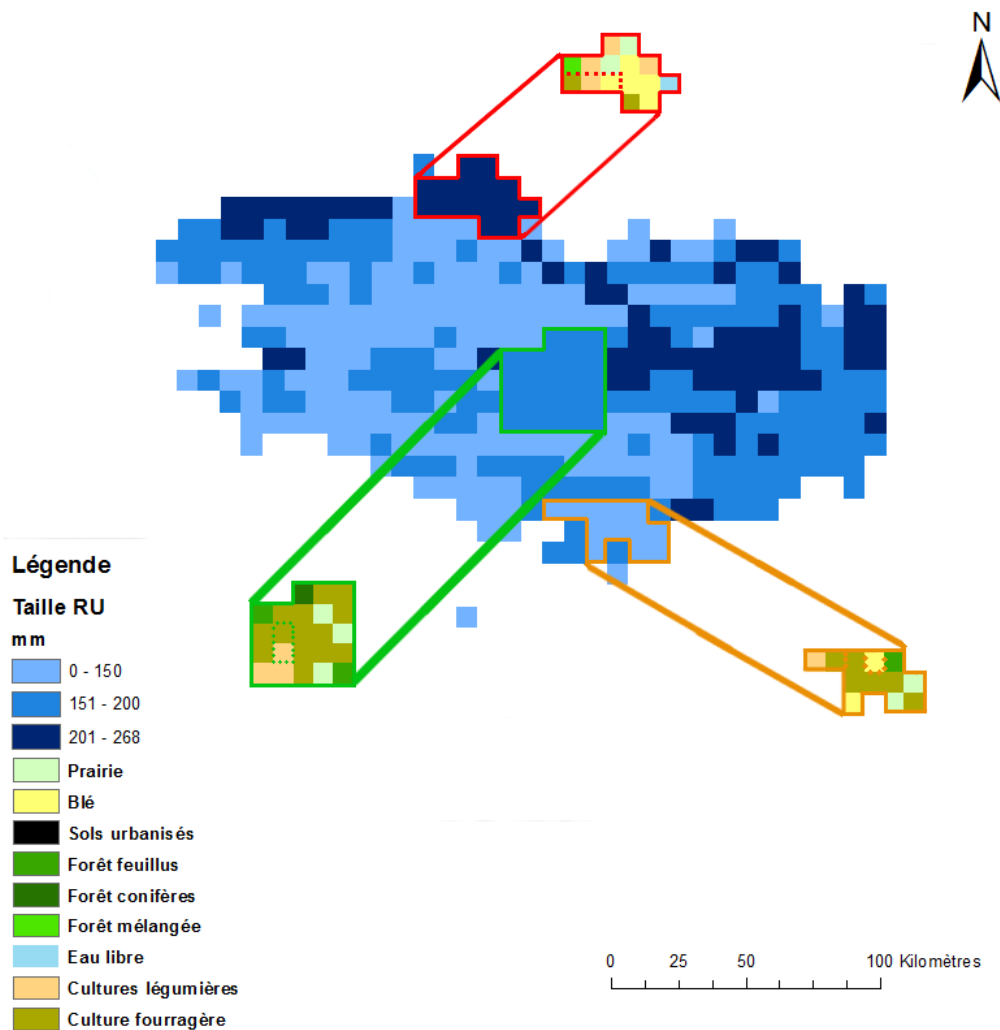 N
Légende
Taille RU
mm
0 - 150
151 - 200
201 - 268
Prairie
Blé
Sols urbanisés
Forêt feuillus
Forêt conifères
Forêt mélangée
Eau libre
Cultures légumières
Culture fourragère
0 25 50 100 Kilomètres